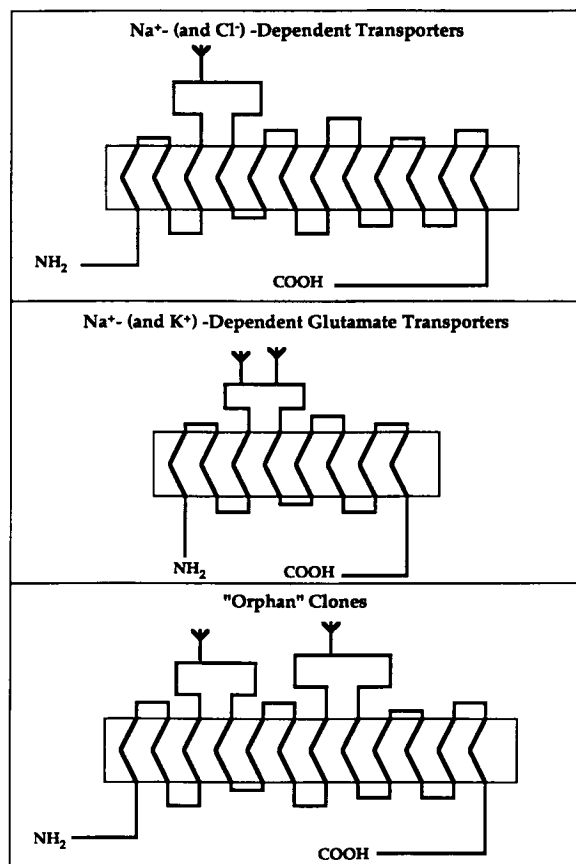 Na⁺- (and Cl⁻) -Dependent Transporters
NH₂
COOH
Na⁺- (and K⁺) -Dependent Glutamate Transporters
NH₂
COOH
"Orphan" Clones
NH₂
COOH